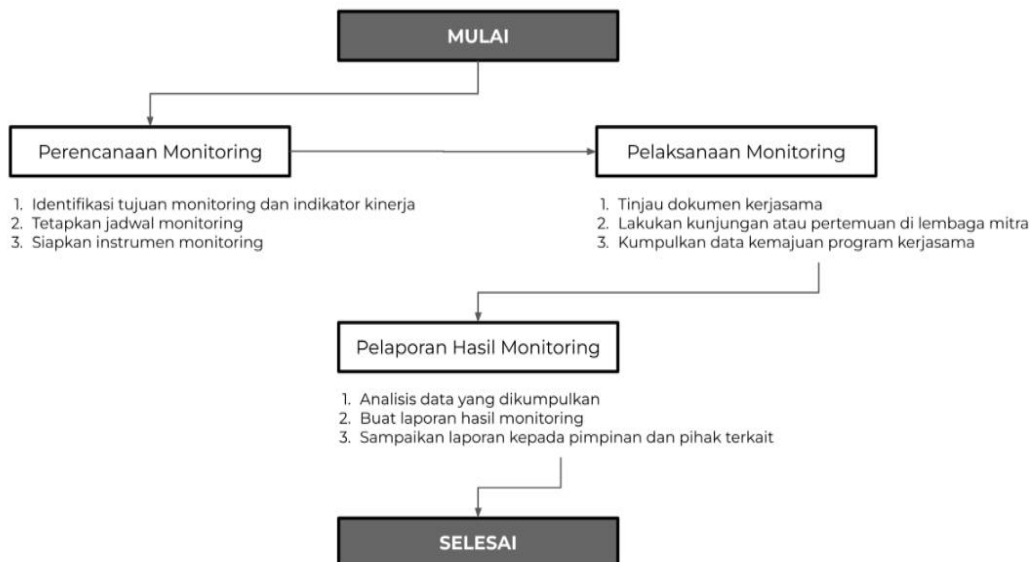 MULAI
Perencanaan Monitoring
1. Identifikasi tujuan monitoring dan indikator kinerja
2. Tetapkan jadwal monitoring
3. Siapkan instrumen monitoring
Pelaksanaan Monitoring
1. Tinjau dokumen kerjasama
2. Lakukan kunjungan atau pertemuan di lembaga mitra
3. Kumpulkan data kemajuan program kerjasama
Pelaporan Hasil Monitoring
1. Analisis data yang dikumpulkan
2. Buat laporan hasil monitoring
3. Sampaikan laporan kepada pimpinan dan pihak terkait
SELESAI